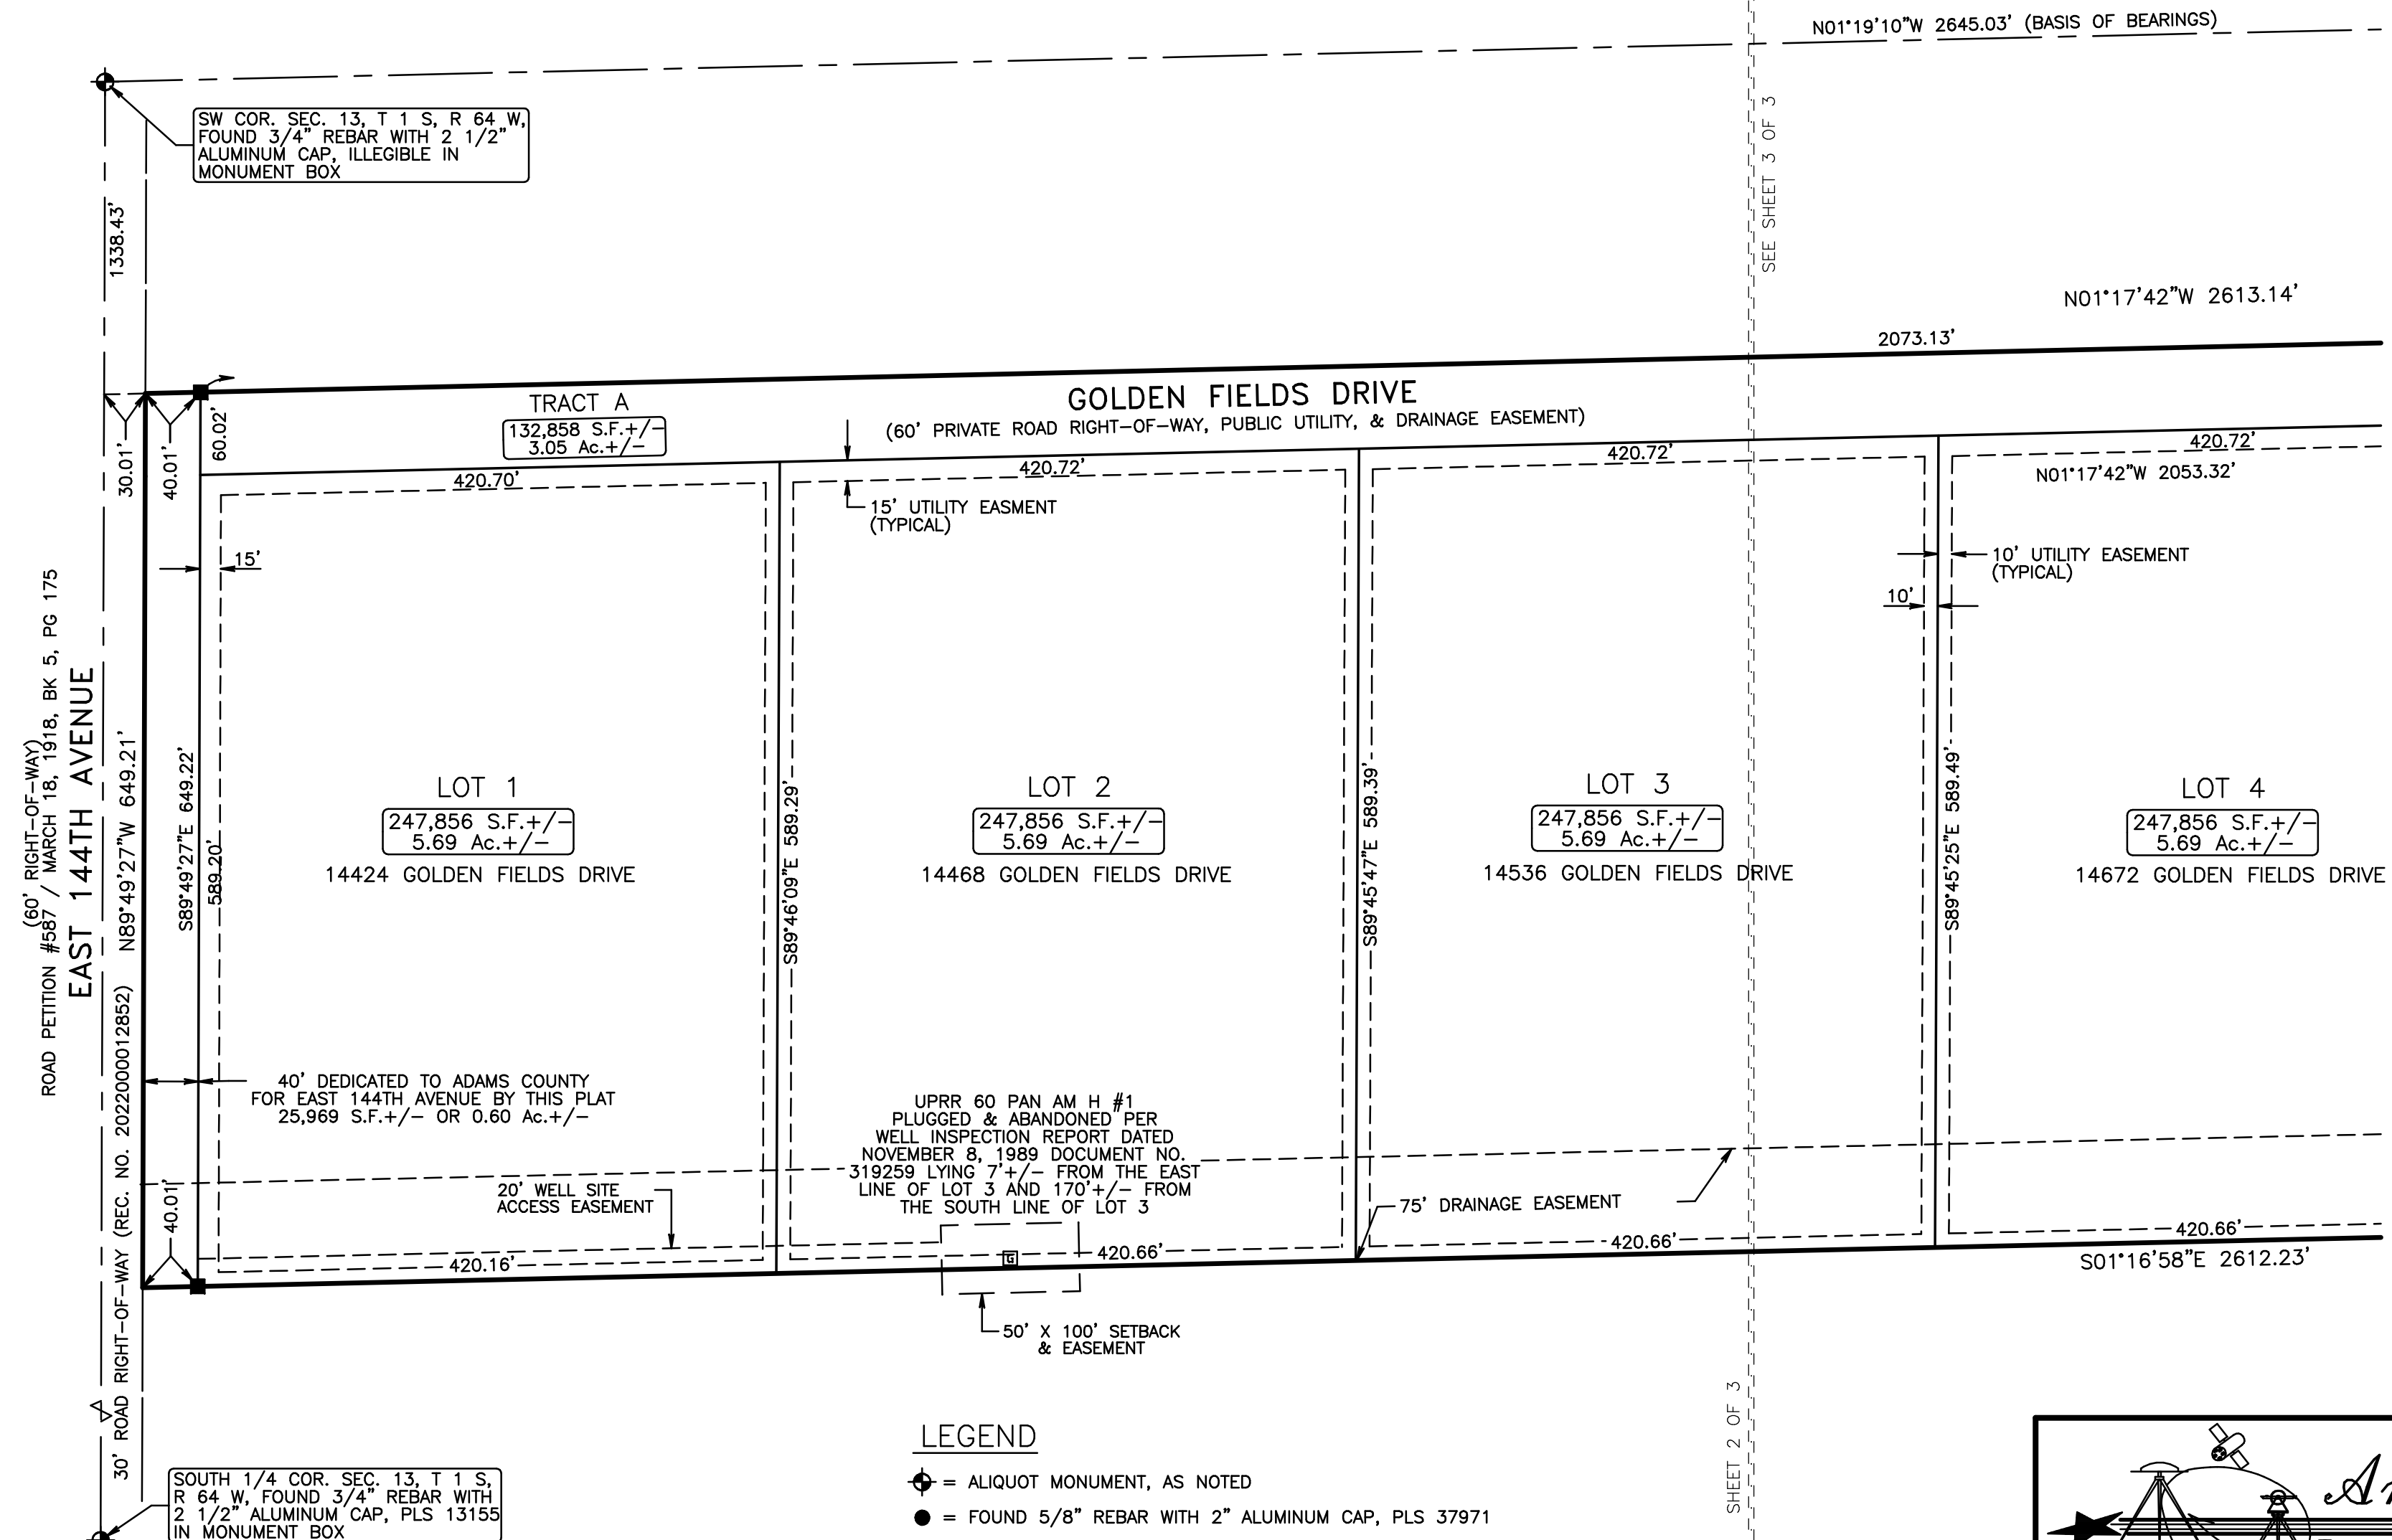 N01°19'10"W 2645.03' (BASIS OF BEARINGS)
SW COR. SEC. 13, T 1 S, R 64 W,
FOUND 3/4" REBAR WITH 2 1/2"
ALUMINUM CAP, ILLEGIBLE IN
MONUMENT BOX
1338.43'
SEE SHEET 3 OF 3
N01°17'42"W 2613.14'
2073.13'
30.01'
40.01'
60.02'
TRACT A
132,858 S.F.+/-
3.05 Ac.+/-
GOLDEN FIELDS DRIVE
(60' PRIVATE ROAD RIGHT-OF-WAY, PUBLIC UTILITY, & DRAINAGE EASEMENT)
420.70'
420.72'
420.72'
420.72'
N01°17'42"W 2053.32'
15' UTILITY EASMENT
(TYPICAL)
15'
10' UTILITY EASEMENT
(TYPICAL)
10'
(60' RIGHT-OF-WAY)
ROAD PETITION #587 / MARCH 18, 1918, BK 5, PG 175
EAST 144TH AVENUE
N89°49'27"W 649.21'
30' ROAD RIGHT-OF-WAY (REC. NO. 2022000012852)
S89°49'27"E 649.22'
589.20'
LOT 1
247,856 S.F.+/-
5.69 Ac.+/-
14424 GOLDEN FIELDS DRIVE
S89°46'09"E 589.29'
LOT 2
247,856 S.F.+/-
5.69 Ac.+/-
14468 GOLDEN FIELDS DRIVE
S89°45'47"E 589.39'
LOT 3
247,856 S.F.+/-
5.69 Ac.+/-
14536 GOLDEN FIELDS DRIVE
S89°45'25"E 589.49'
LOT 4
247,856 S.F.+/-
5.69 Ac.+/-
14672 GOLDEN FIELDS DRIVE
40' DEDICATED TO ADAMS COUNTY
FOR EAST 144TH AVENUE BY THIS PLAT
25,969 S.F.+/- OR 0.60 Ac.+/-
UPRR 60 PAN AM H #1
PLUGGED & ABANDONED PER
WELL INSPECTION REPORT DATED
NOVEMBER 8, 1989 DOCUMENT NO.
319259 LYING 7'+/- FROM THE EAST
LINE OF LOT 3 AND 170'+/- FROM
THE SOUTH LINE OF LOT 3
20' WELL SITE
ACCESS EASEMENT
40.01'
75' DRAINAGE EASEMENT
420.16'
G
420.66'
420.66'
420.66'
S01°16'58"E 2612.23'
50' X 100' SETBACK
& EASEMENT
SHEET 2 OF 3
SOUTH 1/4 COR. SEC. 13, T 1 S,
R 64 W, FOUND 3/4" REBAR WITH
2 1/2" ALUMINUM CAP, PLS 13155
IN MONUMENT BOX
LEGEND
= ALIQUOT MONUMENT, AS NOTED
= FOUND 5/8" REBAR WITH 2" ALUMINUM CAP, PLS 37971